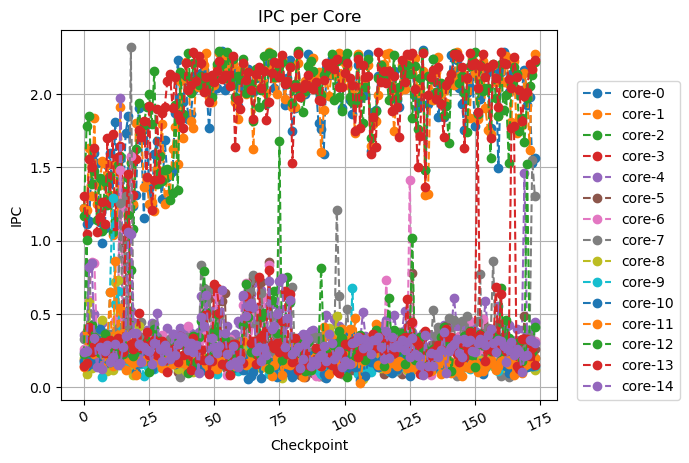 IPC per Core
IPC
2.0
1.5
1.0
0.5
0.0
0
25
50
75
100
125
150
175
Checkpoint
core-0
core-1
core-2
core-3
core-4
core-5
core-6
core-7
core-8
core-9
core-10
core-11
core-12
core-13
core-14